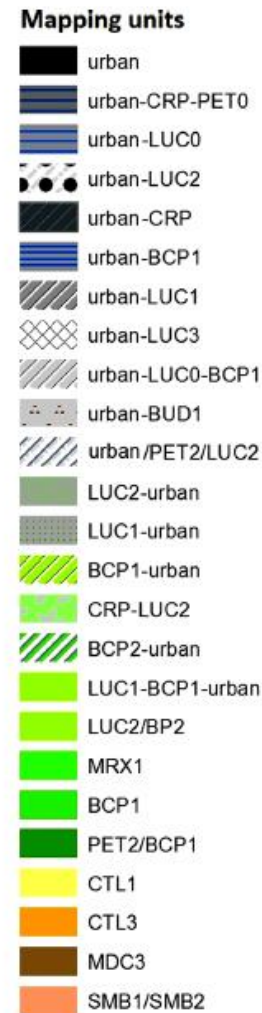 Mapping units
urban
urban-CRP-PET0
urban-LUC0
urban-LUC2
urban-CRP
urban-BCP1
urban-LUC1
urban-LUC3
urban-LUC0-BCP1
urban-BUD1
urban/PET2/LUC2
LUC2-urban
LUC1-urban
BCP1-urban
CRP-LUC2
BCP2-urban
LUC1-BCP1-urban
LUC2/BP2
MRX1
BCP1
PET2/BCP1
CTL1
CTL3
MDC3
SMB1/SMB2